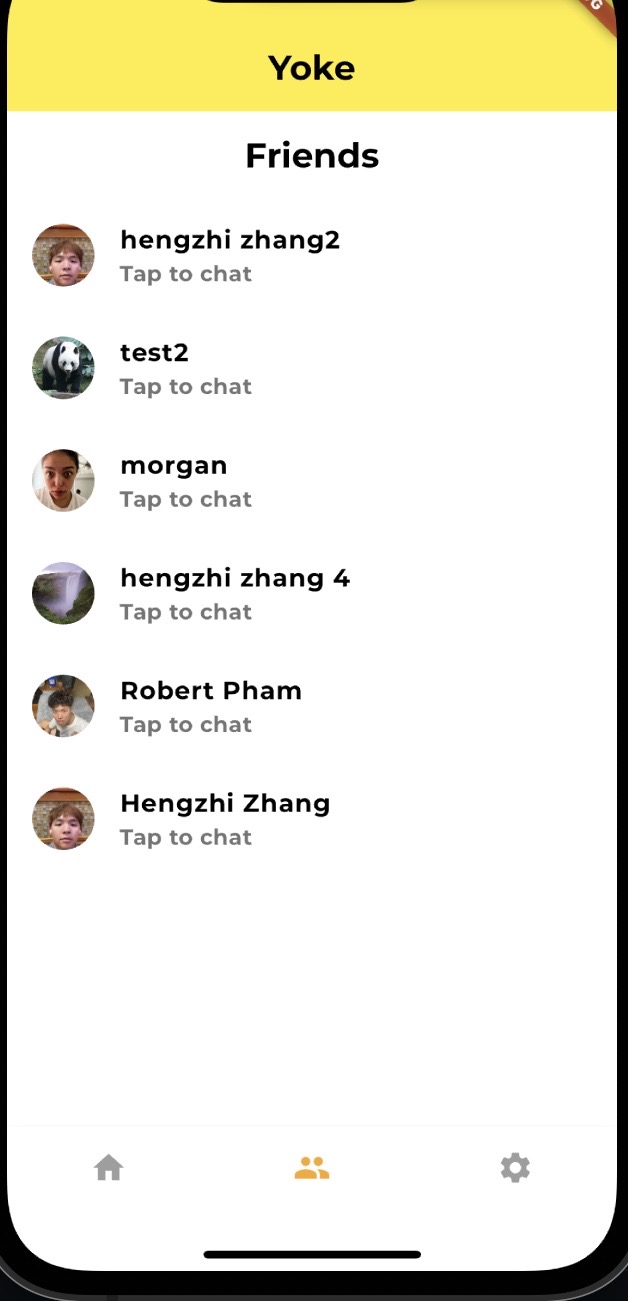 Yoke
Friends
hengzhi zhang2
Tap to chat
test2
Tap to chat
morgan
Tap to chat
hengzhi zhang 4
Tap to chat
Robert Pham
Tap to chat
Hengzhi Zhang
Tap to chat